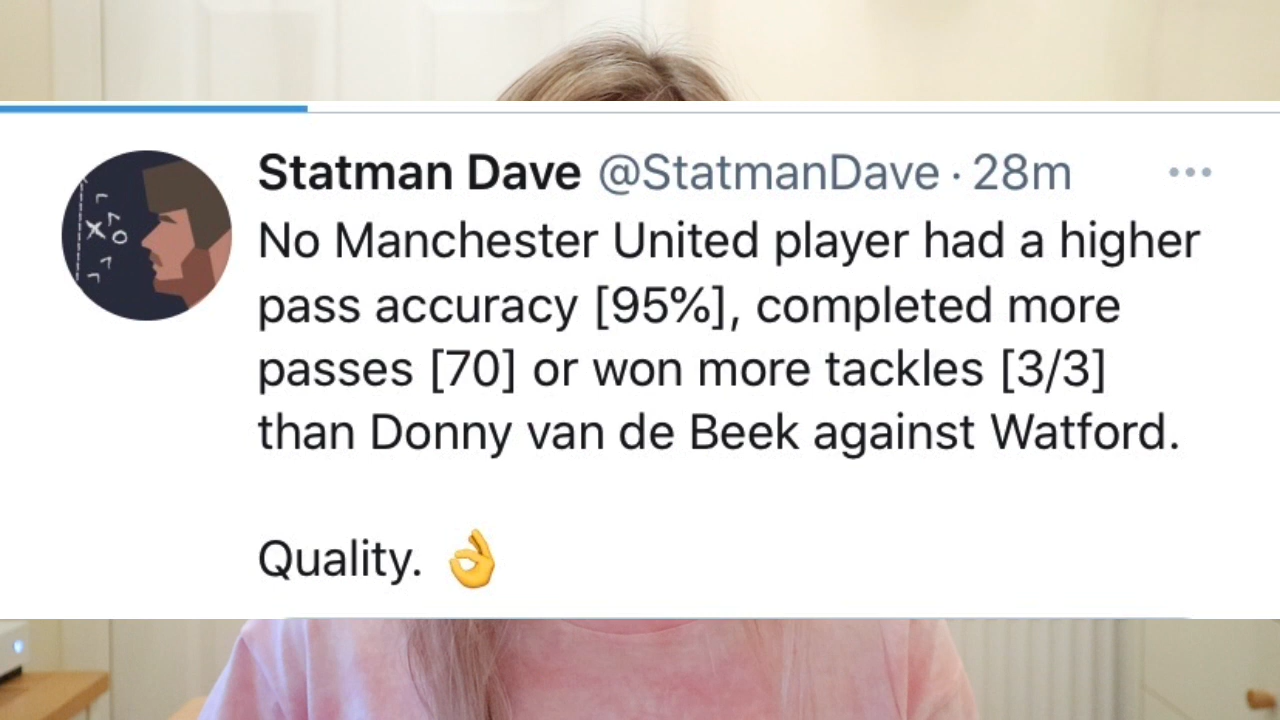 Statman Dave @StatmanDave · 28m
No Manchester United player had a higher
pass accuracy [95%], completed more
passes [70] or won more tackles [3/3]
than Donny van de Beek against Watford.
Quality. 👌